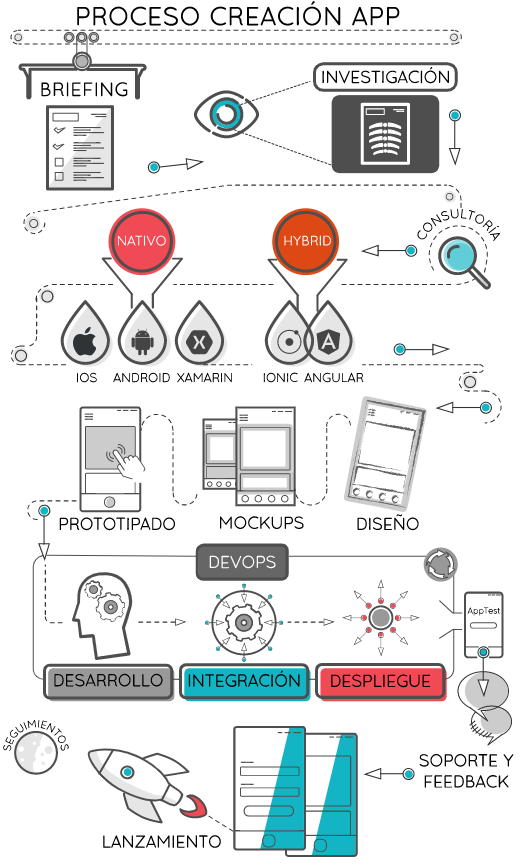 PROCESO CREACIÓN APP
BRIEFING
INVESTIGACIÓN
CONSULTORÍA
NATIVO
HYBRID
IOS
ANDROID
XAMARIN
IONIC
ANGULAR
DISEÑO
MOCKUPS
PROTOTIPADO
DEVOPS
DESARROLLO
INTEGRACIÓN
DESPLIEGUE
AppTest
SOPORTE Y
FEEDBACK
LANZAMIENTO
SEGUIMIENTOS